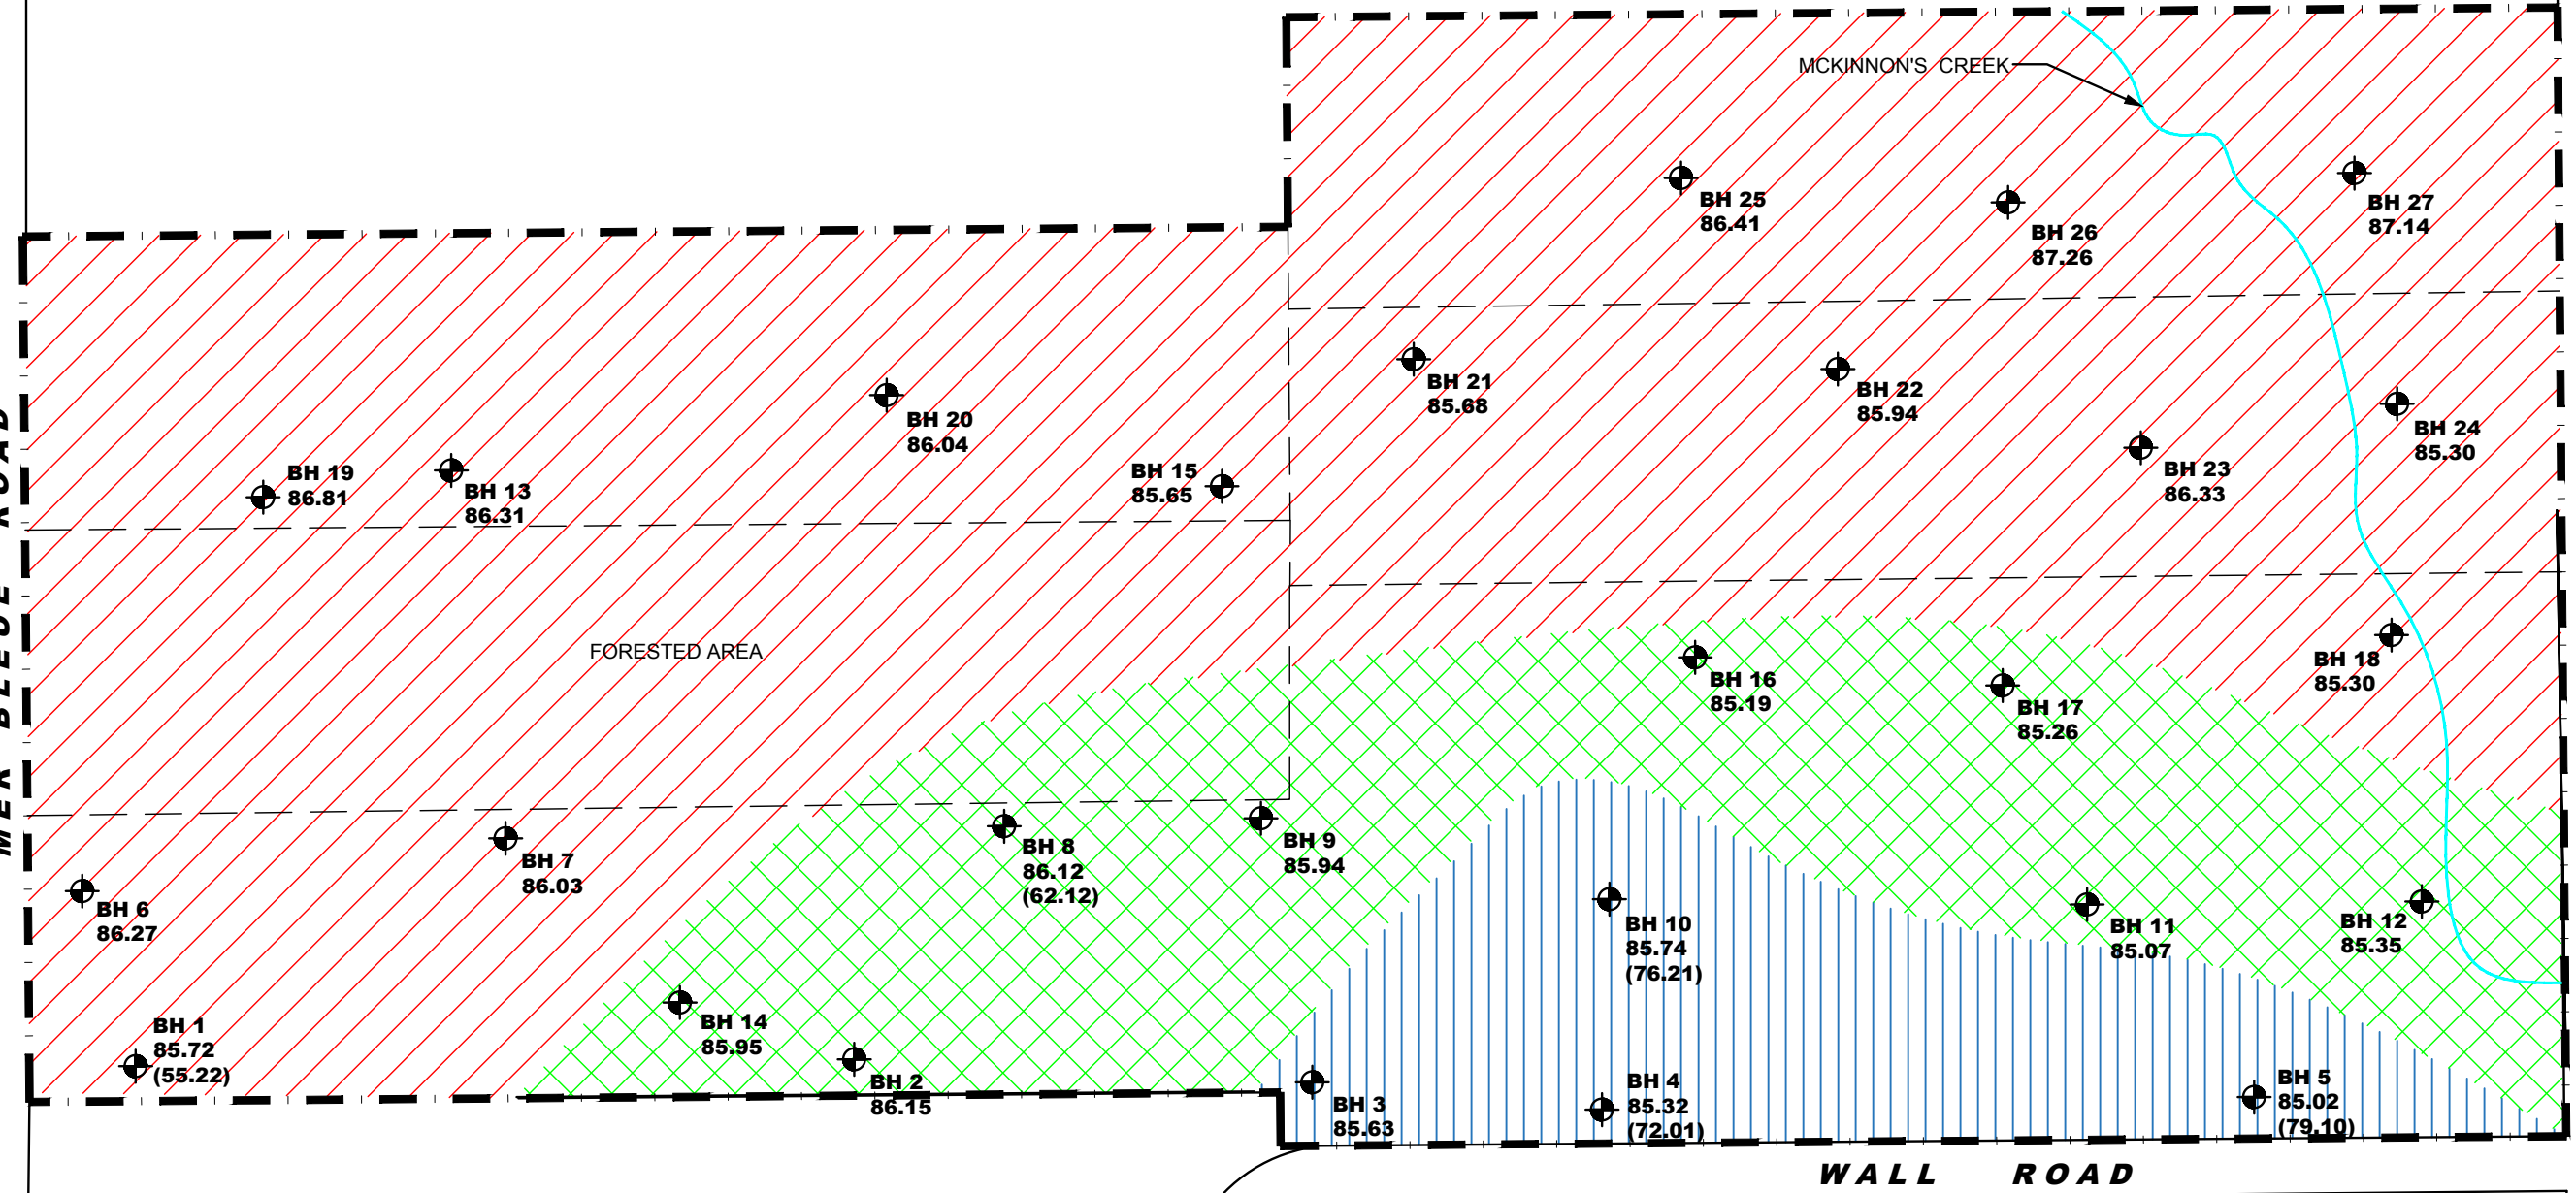 MCKINNON'S CREEK
BH 25
86.41
BH 26
87.26
BH 27
87.14
BH 21
85.68
BH 22
85.94
BH 20
86.04
BH 24
85.30
BH 19
86.81
BH 13
86.31
BH 15
85.65
BH 23
86.33
FORESTED AREA
BH 16
85.19
BH 17
85.26
BH 18
85.30
MER BLEUE ROAD
BH 7
86.03
BH 8
86.12
(62.12)
BH 9
85.94
BH 6
86.27
BH 10
85.74
(76.21)
BH 11
85.07
BH 12
85.35
BH 1
85.72
(55.22)
BH 14
85.95
BH 2
86.15
BH 3
85.63
BH 4
85.32
(72.01)
BH 5
85.02
(79.10)
WALL ROAD